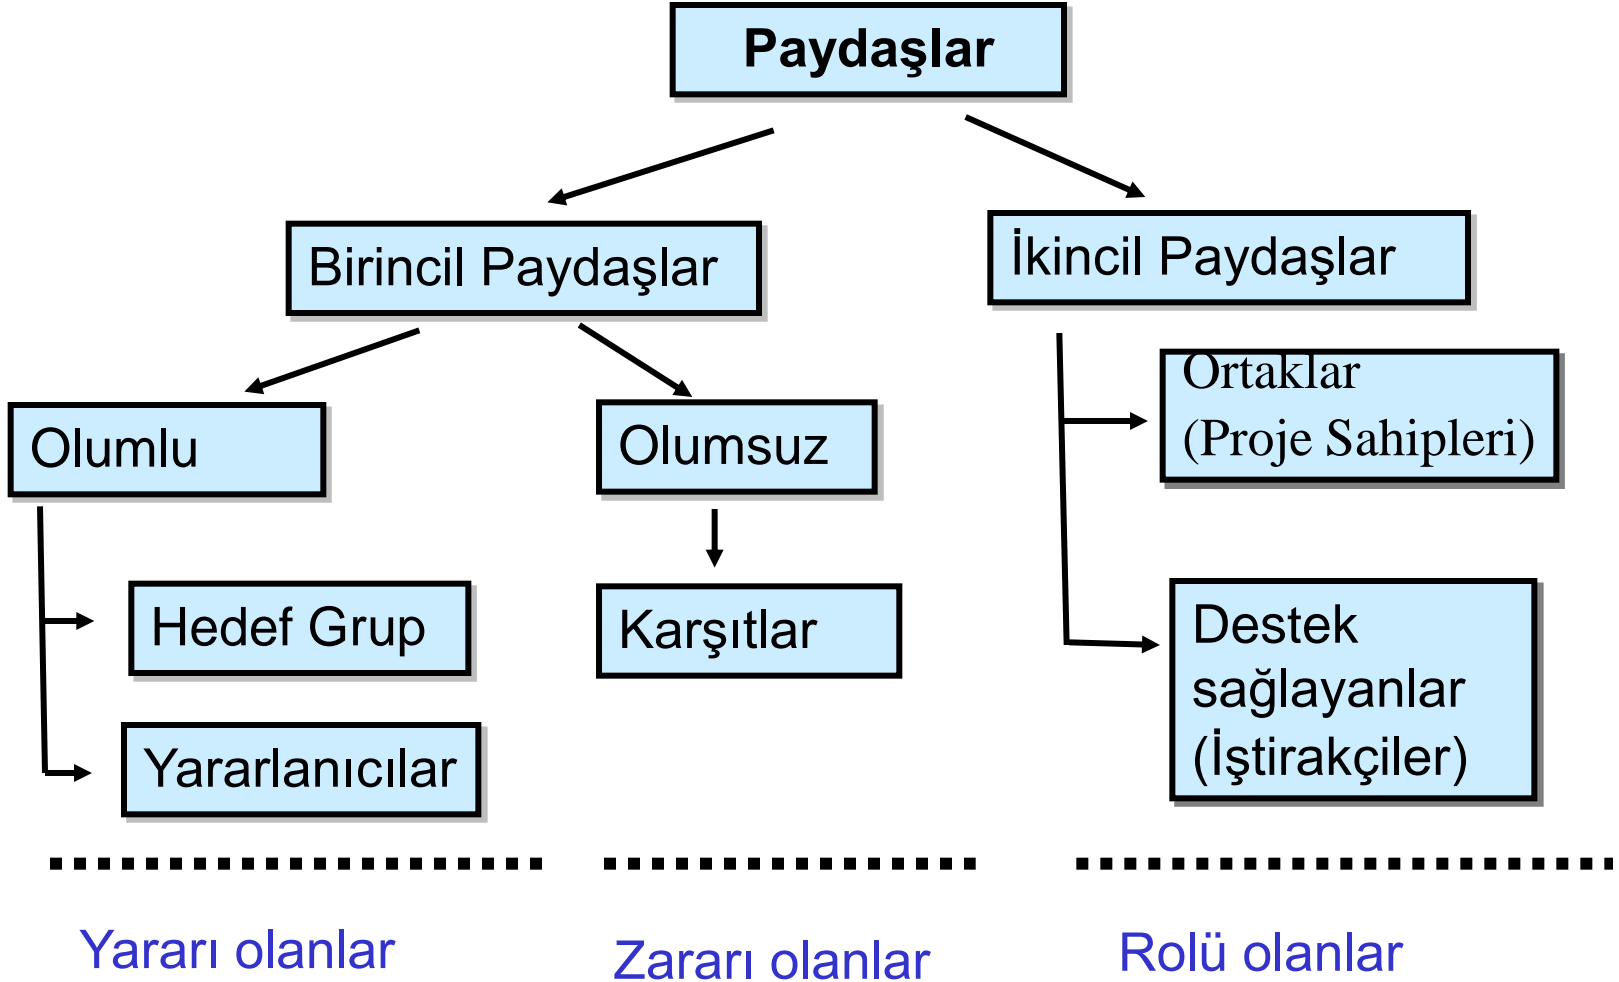 Paydaşlar
Birincil Paydaşlar
İkincil Paydaşlar
Olumlu
Olumsuz
Ortaklar
(Proje Sahipleri)
Hedef Grup
Karşıtlar
Destek
sağlayanlar
(İştirakçiler)
Yararlanıcılar
Yararı olanlar
Zararı olanlar
Rolü olanlar